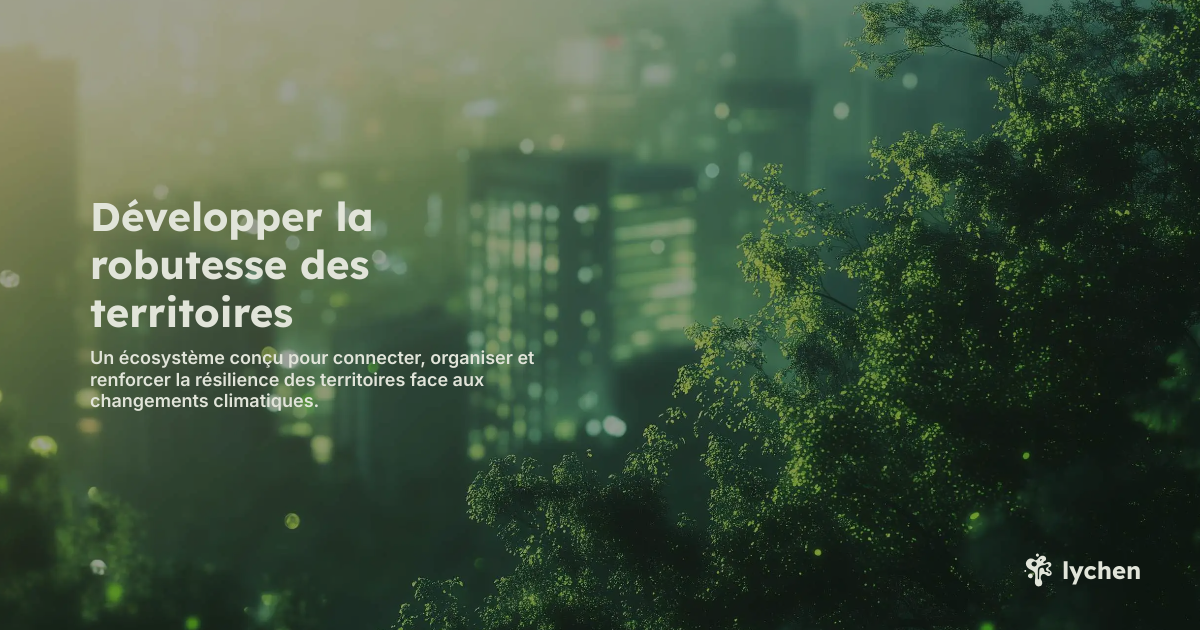 Développer la
robutesse des
territoires
Un écosystème conçu pour connecter, organiser et
renforcer la résilience des territoires face aux
changements climatiques.
lychen